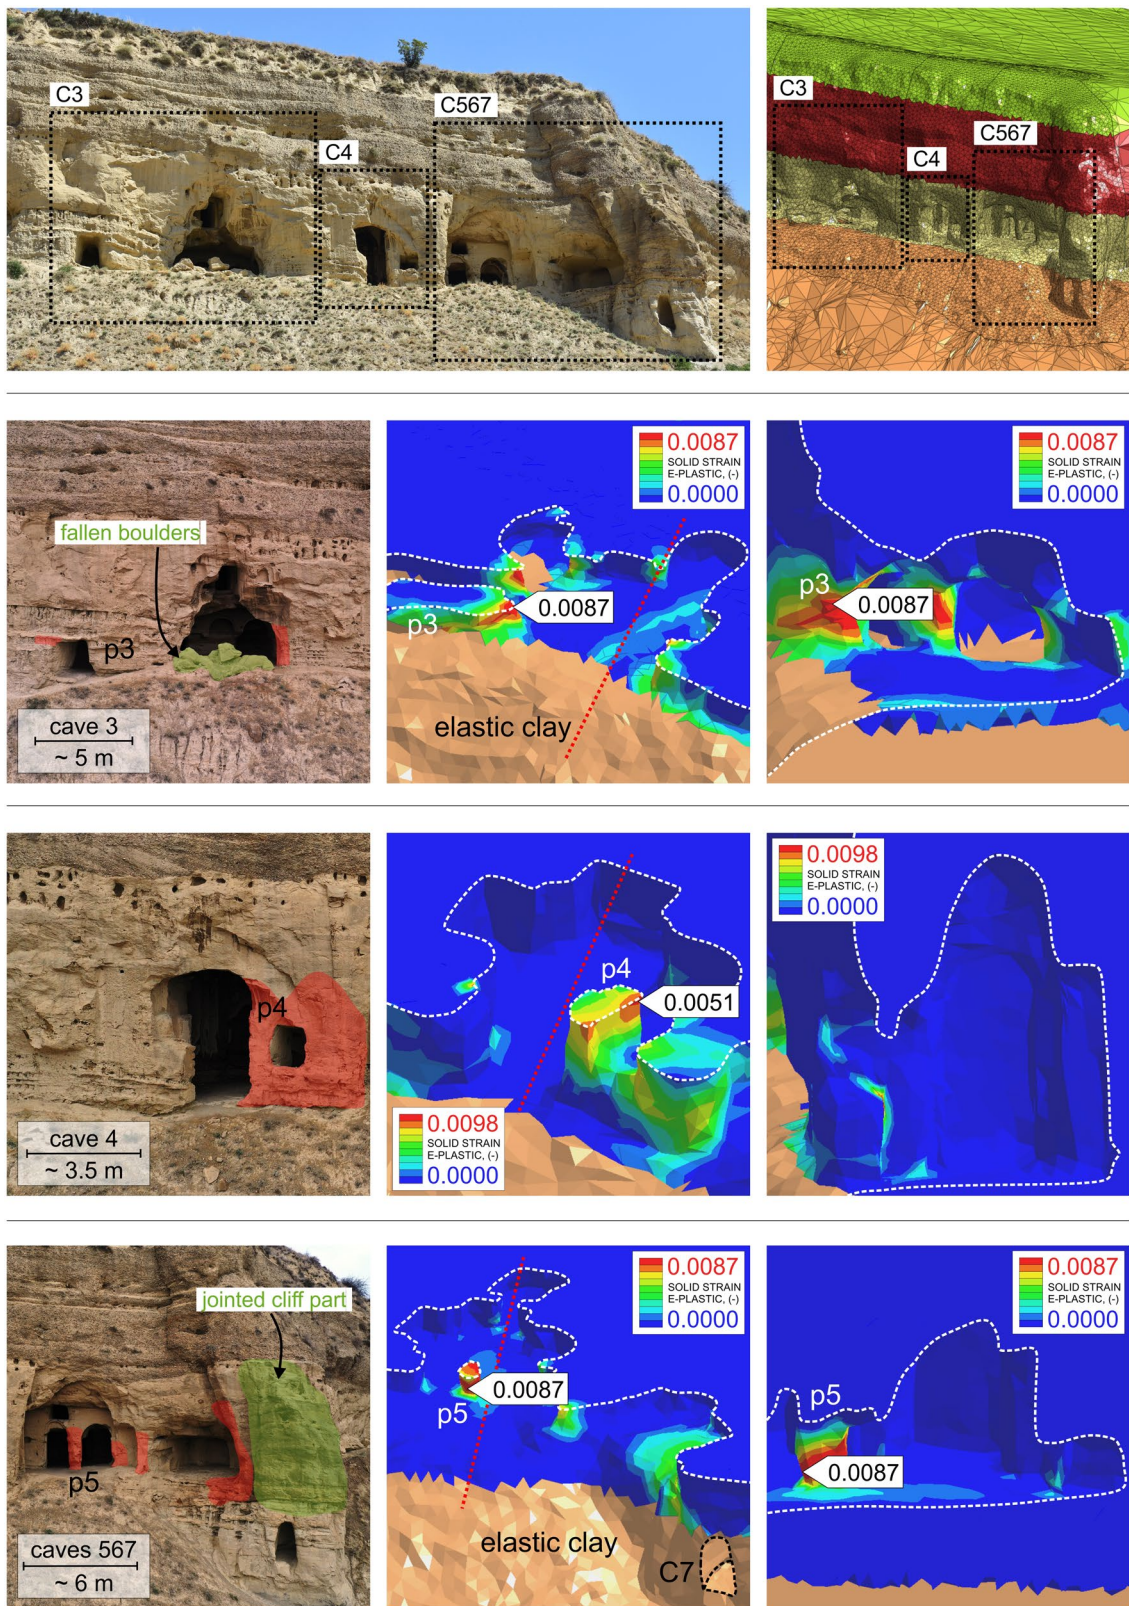 C3
C4
C567
C3
C4
C567
fallen boulders
p3
cave 3
~ 5 m
0.0087
SOLID STRAIN
E-PLASTIC, (-)
0.0000
p3
0.0087
elastic clay
0.0087
SOLID STRAIN
E-PLASTIC, (-)
0.0000
p3
0.0087
p4
cave 4
~ 3.5 m
p4
0.0051
0.0098
SOLID STRAIN
E-PLASTIC, (-)
0.0000
0.0098
SOLID STRAIN
E-PLASTIC, (-)
0.0000
jointed cliff part
p5
caves 567
~ 6 m
0.0087
SOLID STRAIN
E-PLASTIC, (-)
0.0000
0.0087
p5
elastic clay
C7
0.0087
SOLID STRAIN
E-PLASTIC, (-)
0.0000
p5
0.0087